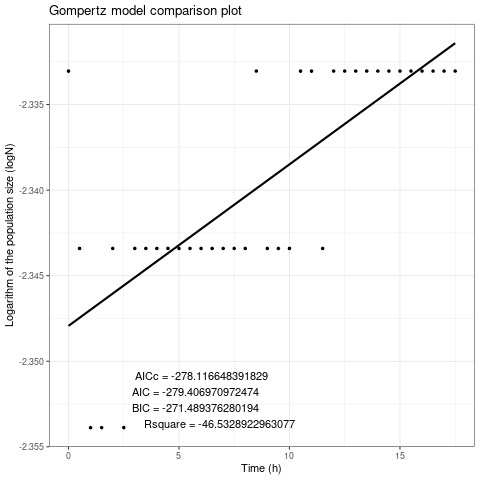 Gompertz model comparison plot
Logarithm of the population size (logN)
-2.335
-2.340
-2.345
-2.350
-2.355
AICc = -278.116648391829
AIC = -279.406970972474
BIC = -271.489376280194
Rsquare = -46.5328922963077
0
5
10
15
Time (h)